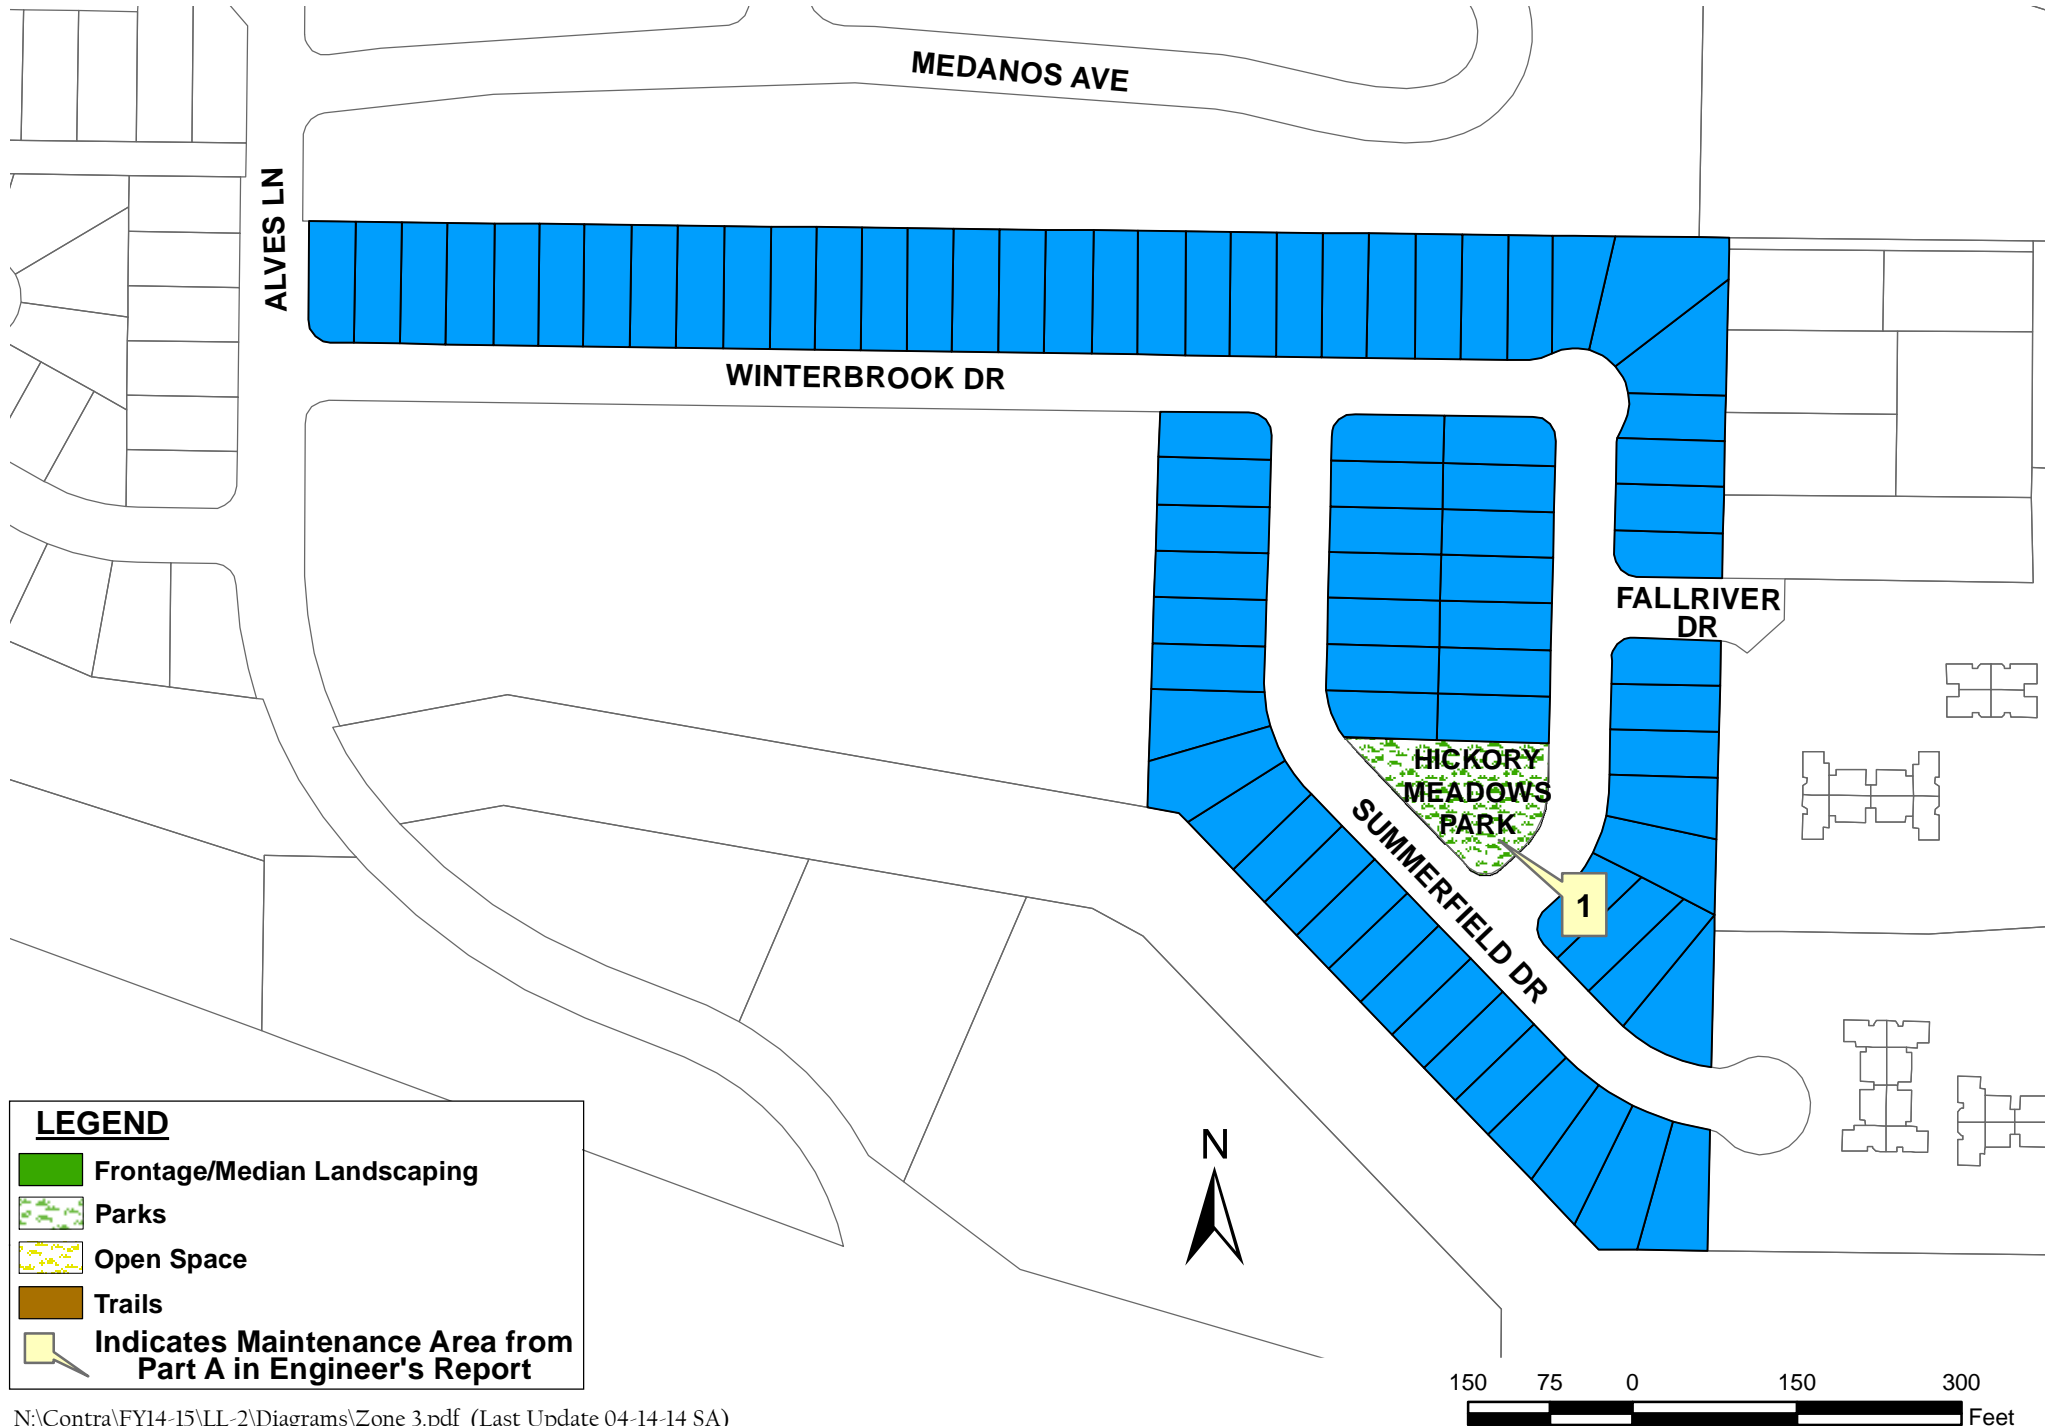 MEDANOS AVE
ALVES LN
WINTERBROOK DR
FALLRIVER
DR
HICKORY
MEADOWS
PARK
SUMMERFIELD DR
1
LEGEND
Frontage/Median Landscaping
Parks
Open Space
Trails
Indicates Maintenance Area from
Part A in Engineer's Report
N
150 75 0 150 300
Feet
N:\Contra\FY14-15\LL-2\Diagrams\Zone 3.pdf (Last Update 04-14-14 SA)